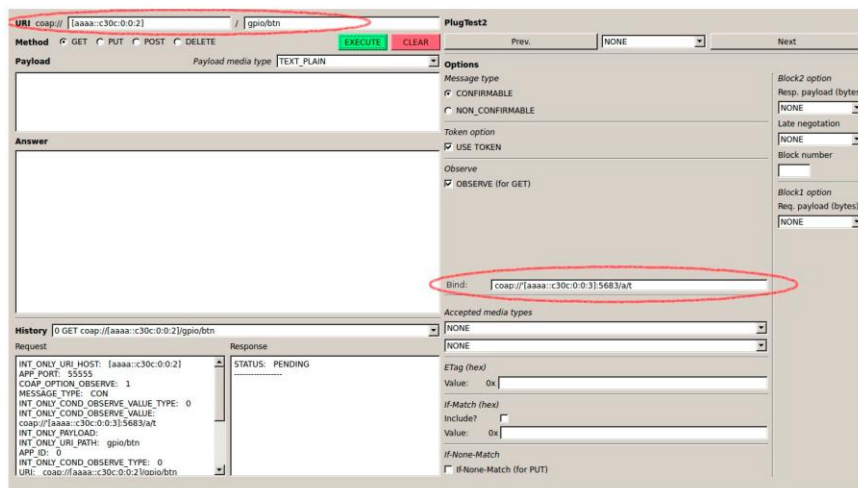 URI coap:// [aaaa::c30c:0:0:2] / gpio/btn
Method GET PUT POST DELETE EXECUTE CLEAR
Payload Payload media type TEXT_PLAIN
Answer
History 0 GET coap://[aaaa::c30c:0:0:2]/gpio/btn
Request
INT_ONLY_URI_HOST: [aaaa::c30c:0:0:2]
APP_PORT: 55555
COAP_OPTION_OBSERVE: 1
MESSAGE_TYPE: CON
INT_ONLY_COND_OBSERVE_VALUE_TYPE: 0
INT_ONLY_COND_OBSERVE_VALUE:
coap://'[aaaa::c30c:0:0:3]:5683/a/t
INT_ONLY_PAYLOAD:
INT_ONLY_URI_PATH: gpio/btn
APP_ID: 0
INT_ONLY_COND_OBSERVE_TYPE: 0
URI: coap://[aaaa::c30c:0:0:2]/gpio/btn
Response
STATUS: PENDING
-----------------
PlugTest2
Prev. NONE Next
Options
Message type
CONFIRMABLE
NON_CONFIRMABLE
Token option
USE TOKEN
Observe
OBSERVE (for GET)
Bind: coap://'[aaaa::c30c:0:0:3]:5683/a/t
Accepted media types
NONE
NONE
ETag (hex)
Value: 0x
If-Match (hex)
Include?
Value: 0x
If-None-Match
If-None-Match (for PUT)
Block2 option
Resp. payload (bytes
NONE
Late negotation
NONE
Block number
Block1 option
Req. payload (bytes)
NONE